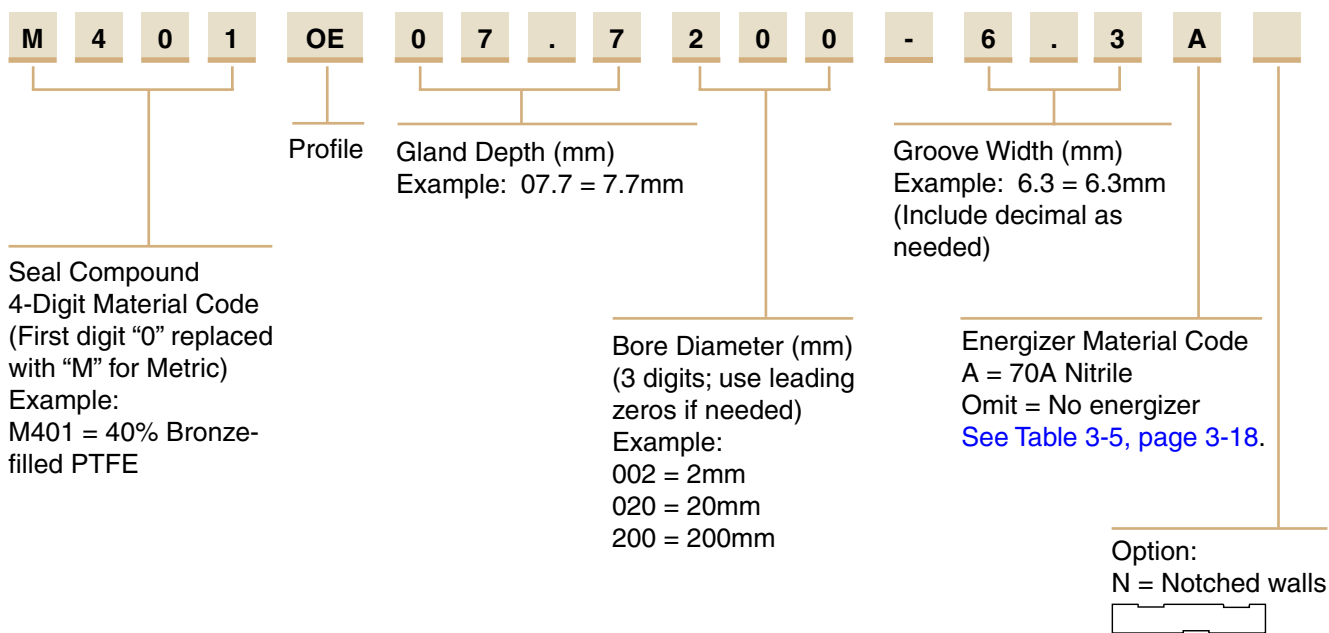 M 4 0 1 OE 0 7 . 7 2 0 0 - 6 . 3 A
Profile
Gland Depth (mm)
Example: 07.7 = 7.7mm
Groove Width (mm)
Example: 6.3 = 6.3mm
(Include decimal as
needed)
Seal Compound
4-Digit Material Code
(First digit “0” replaced
with “M” for Metric)
Example:
M401 = 40% Bronze-
filled PTFE
Bore Diameter (mm)
(3 digits; use leading
zeros if needed)
Example:
002 = 2mm
020 = 20mm
200 = 200mm
Energizer Material Code
A = 70A Nitrile
Omit = No energizer
See Table 3-5, page 3-18.
Option:
N = Notched walls